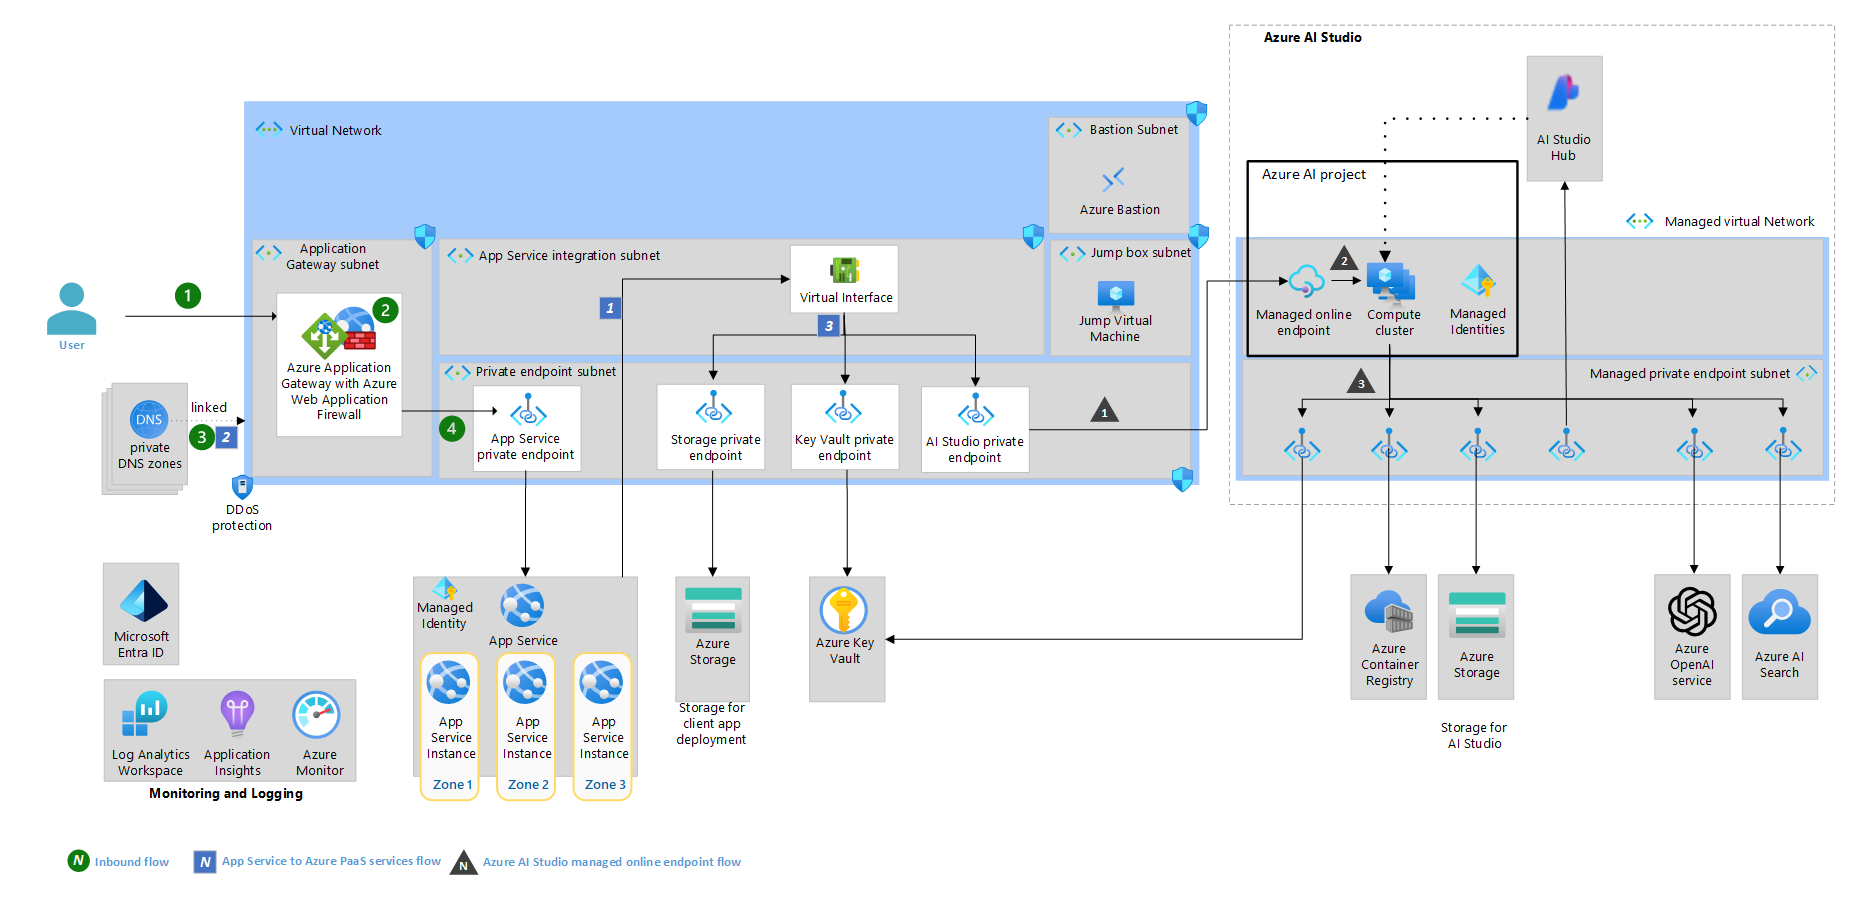 Azure AI Studio
AI Studio
Hub
Virtual Network
Bastion Subnet
Azure Bastion
Azure AI project
Managed virtual Network
Application
Gateway subnet
App Service integration subnet
Virtual Interface
Jump box subnet
Jump Virtual
Machine
1
User
2
Azure Application
Gateway with Azure
Web Application
Firewall
1
3
2
Managed online
endpoint
Compute
cluster
Managed
Identities
Private endpoint subnet
Managed private endpoint subnet
DNS
private
DNS zones
linked
3
2
4
App Service
private endpoint
Storage private
endpoint
Key Vault private
endpoint
AI Studio private
endpoint
1
3
DDoS
protection
Microsoft
Entra ID
Managed
Identity
App Service
App
Service
Instance
Zone 1
App
Service
Instance
Zone 2
App
Service
Instance
Zone 3
Azure
Storage
Storage for
client app
deployment
Azure Key
Vault
Azure
Container
Registry
Azure
Storage
Storage for
AI Studio
Azure
OpenAI
service
Azure AI
Search
Log Analytics
Workspace
Application
Insights
Azure
Monitor
Monitoring and Logging
N Inbound flow
N App Service to Azure PaaS services flow
N Azure AI Studio managed online endpoint flow